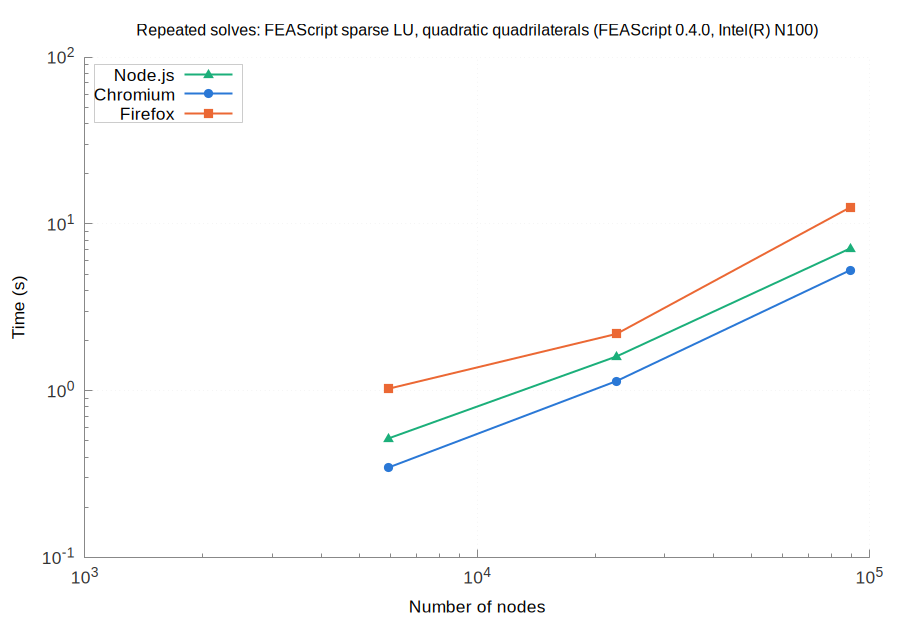 Repeated solves: FEAScript sparse LU, quadratic quadrilaterals (FEAScript 0.4.0, Intel(R) N100)
10²
Node.js
Chromium
Firefox
10¹
Time (s)
10⁰
10⁻¹
10³
10⁴
10⁵
Number of nodes